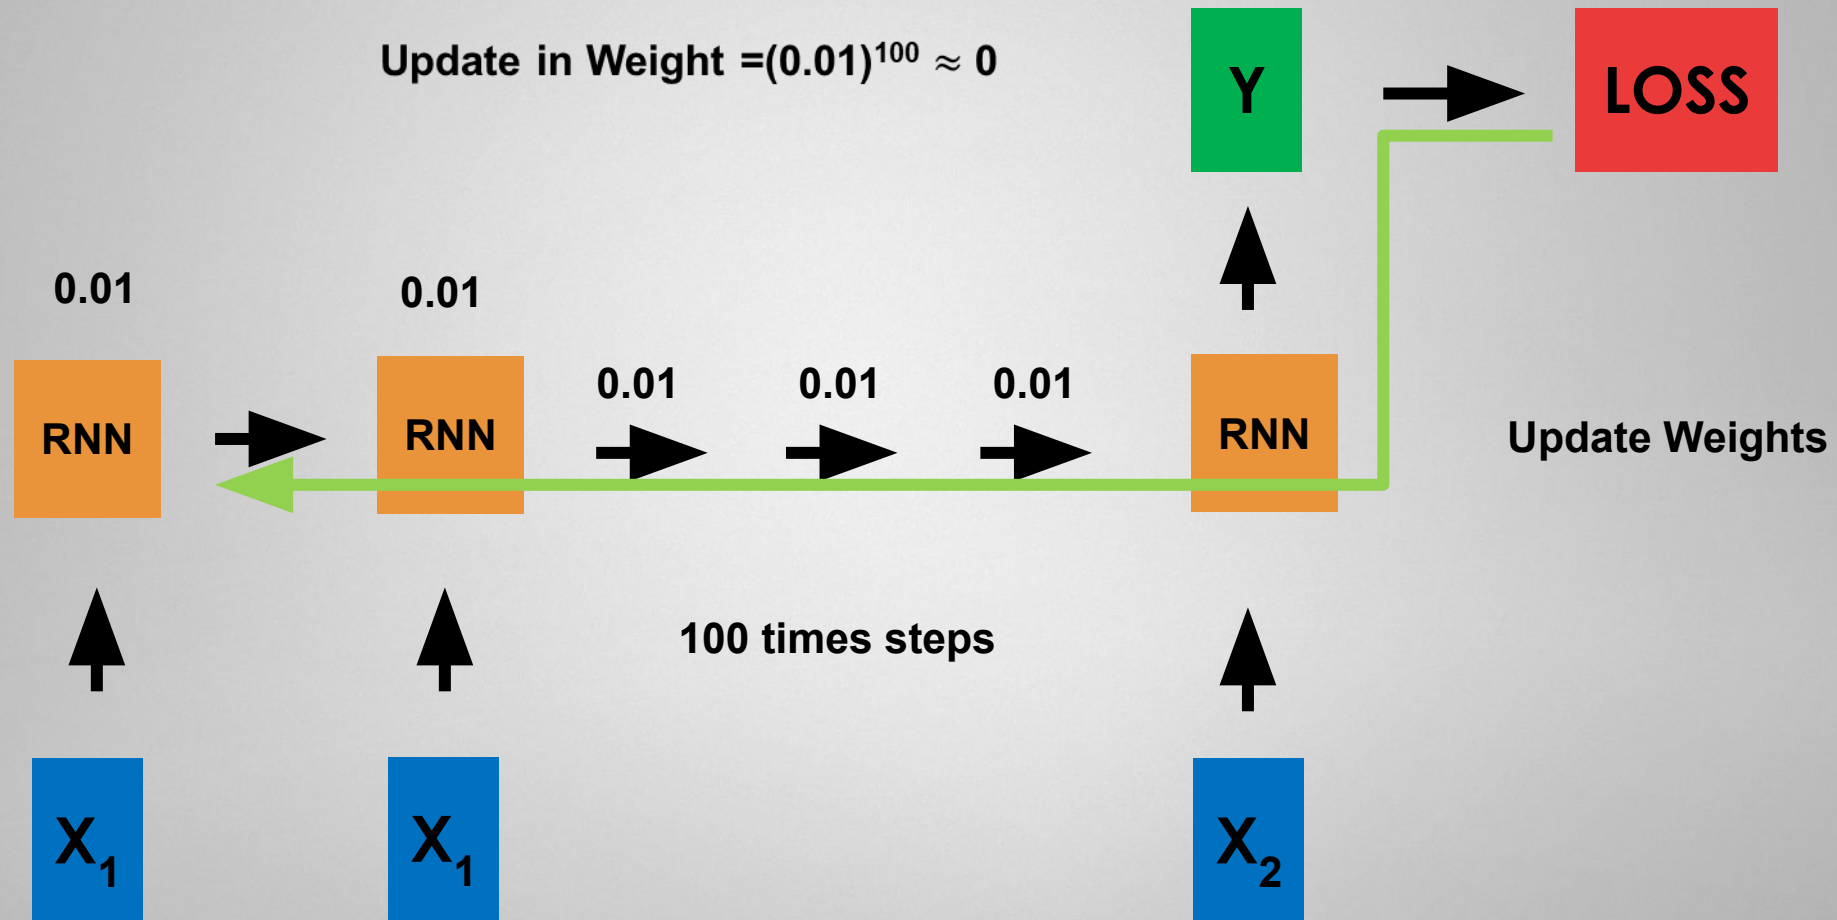 Update in Weight =(0.01)¹⁰⁰ ≈ 0
Y
LOSS
0.01
0.01
0.01
0.01
0.01
RNN
RNN
RNN
Update Weights
100 times steps
X₁
X₁
X₂